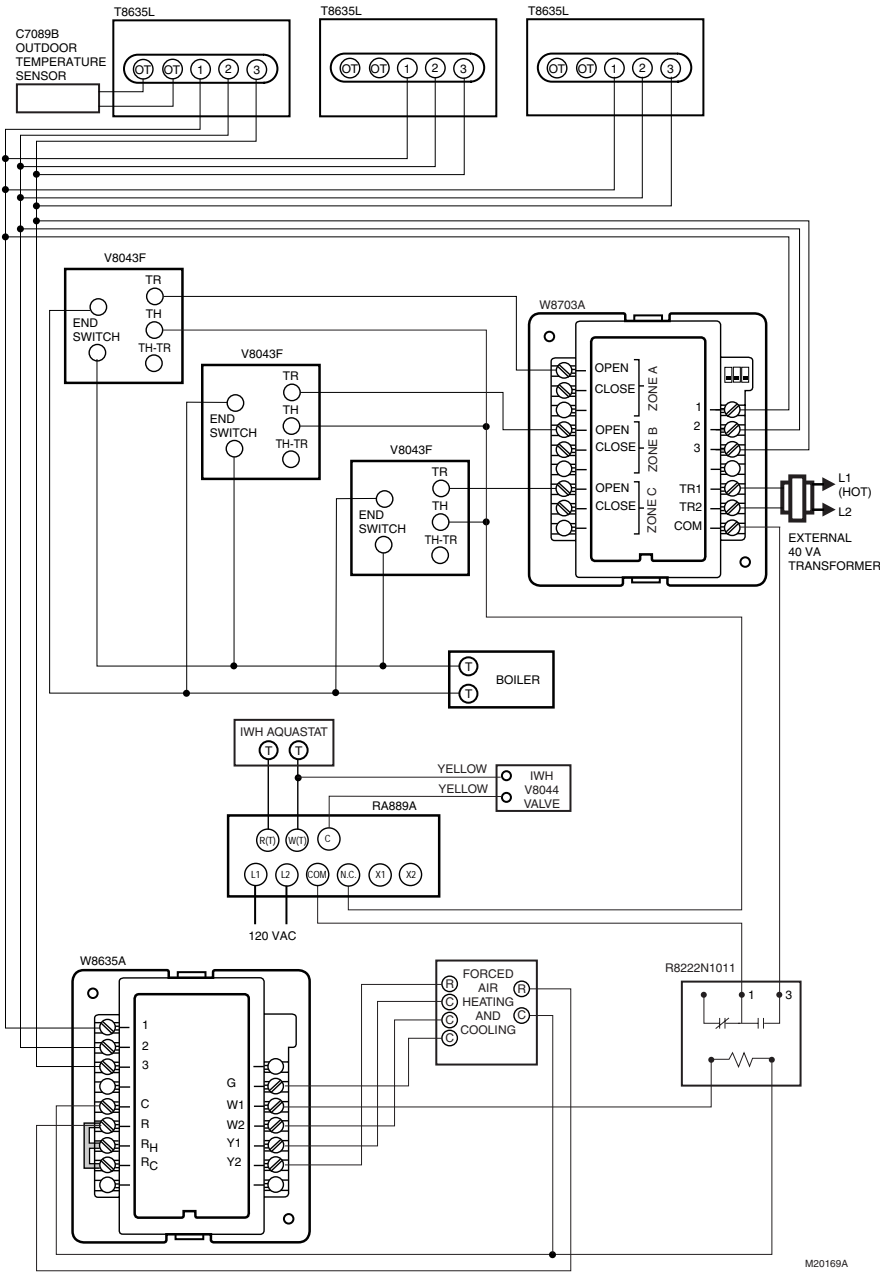 T8635L
T8635L
T8635L
C7089B
OUTDOOR
TEMPERATURE
SENSOR
OT OT 1 2 3
OT OT 1 2 3
OT OT 1 2 3
V8043F
TR
TH
TH-TR
END
SWITCH
V8043F
TR
TH
TH-TR
END
SWITCH
V8043F
TR
TH
TH-TR
END
SWITCH
W8703A
OPEN
CLOSE
ZONE A
OPEN
CLOSE
ZONE B
OPEN
CLOSE
ZONE C
1
2
3
TR1
TR2
COM
L1
(HOT)
L2
EXTERNAL
40 VA
TRANSFORMER
T
T
BOILER
IWH AQUASTAT
T T
YELLOW
YELLOW
IWH
V8044
VALVE
RA889A
R(T) W(T) C
L1 L2 COM N.C. X1 X2
120 VAC
W8635A
1
2
3
C
R
RH
RC
G
W1
W2
Y1
Y2
FORCED
AIR
HEATING
AND
COOLING
R
C
C
C
R
C
R8222N1011
1 3
M20169A